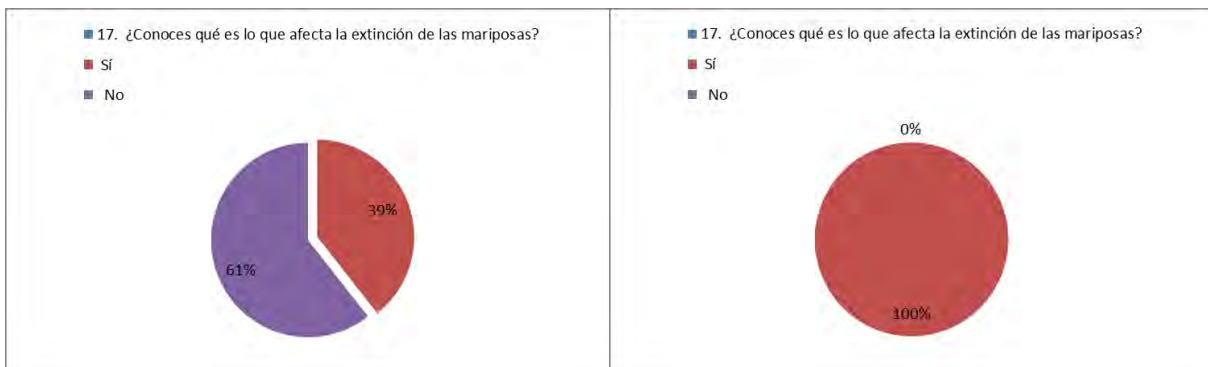 17. ¿Conoces qué es lo que afecta la extinción de las mariposas?
Sí
No
39%
61%
17. ¿Conoces qué es lo que afecta la extinción de las mariposas?
Sí
No
0%
100%